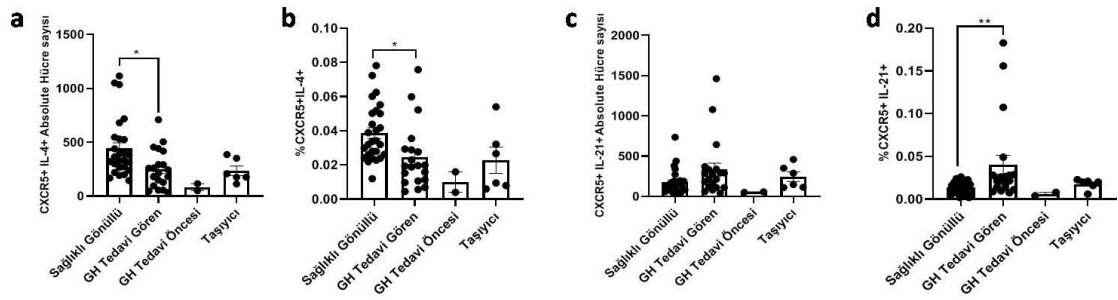 a
CXCR5+ IL-4+ Absolute Hücre sayısı
1500
1000
500
0
*
Sağlıklı Gönüllü
GH Tedavi Gören
GH Tedavi Öncesi
Taşıyıcı
b
%CXCR5+IL-4+
0.10
0.08
0.06
0.04
0.02
0.00
*
Sağlıklı Gönüllü
GH Tedavi Gören
GH Tedavi Öncesi
Taşıyıcı
c
CXCR5+ IL-21+ Absolute Hücre sayısı
2000
1500
1000
500
0
Sağlıklı Gönüllü
GH Tedavi Gören
GH Tedavi Öncesi
Taşıyıcı
d
%CXCR5+ IL-21+
0.20
0.15
0.10
0.05
0.00
**
Sağlıklı Gönüllü
GH Tedavi Gören
GH Tedavi Öncesi
Taşıyıcı